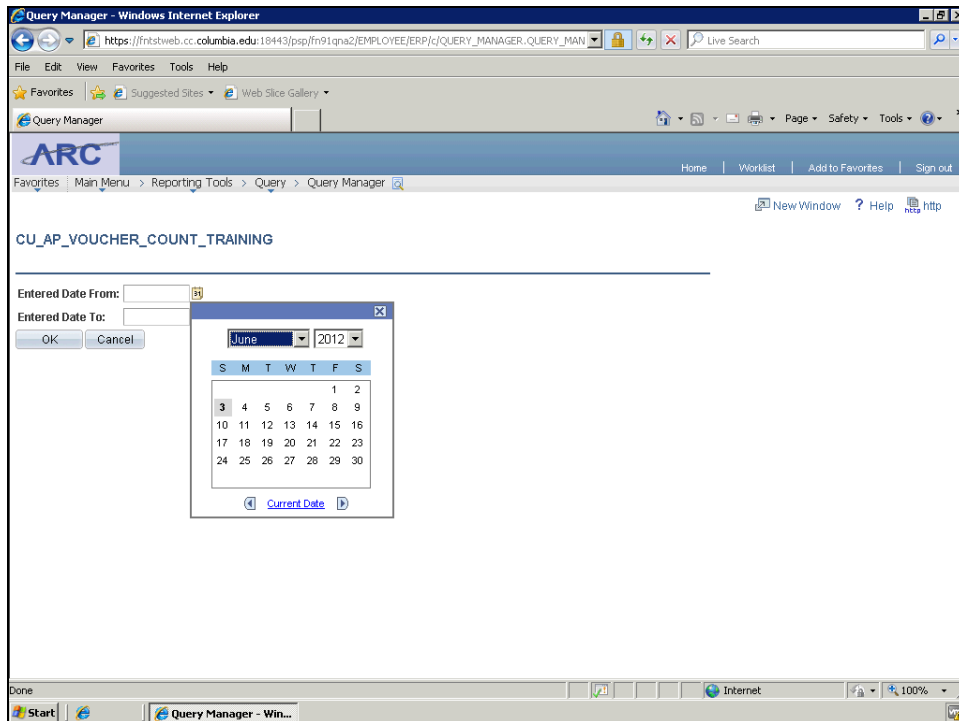 Query Manager - Windows Internet Explorer
https://fntstweb.cc.columbia.edu:18443/psp/fn91qna2/EMPLOYEE/ERP/c/QUERY_MANAGER.QUERY_MAN
Live Search
File Edit View Favorites Tools Help
Favorites Suggested Sites Web Slice Gallery
Query Manager
Page Safety Tools
ARC
Home | Worklist | Add to Favorites | Sign out
Favorites Main Menu > Reporting Tools > Query > Query Manager
New Window ? Help http
CU_AP_VOUCHER_COUNT_TRAINING
Entered Date From: 31
Entered Date To:
OK Cancel
June 2012
S M T W T F S
1 2
3 4 5 6 7 8 9
10 11 12 13 14 15 16
17 18 19 20 21 22 23
24 25 26 27 28 29 30
Current Date
Done
Internet
100%
Start
Query Manager - Win...